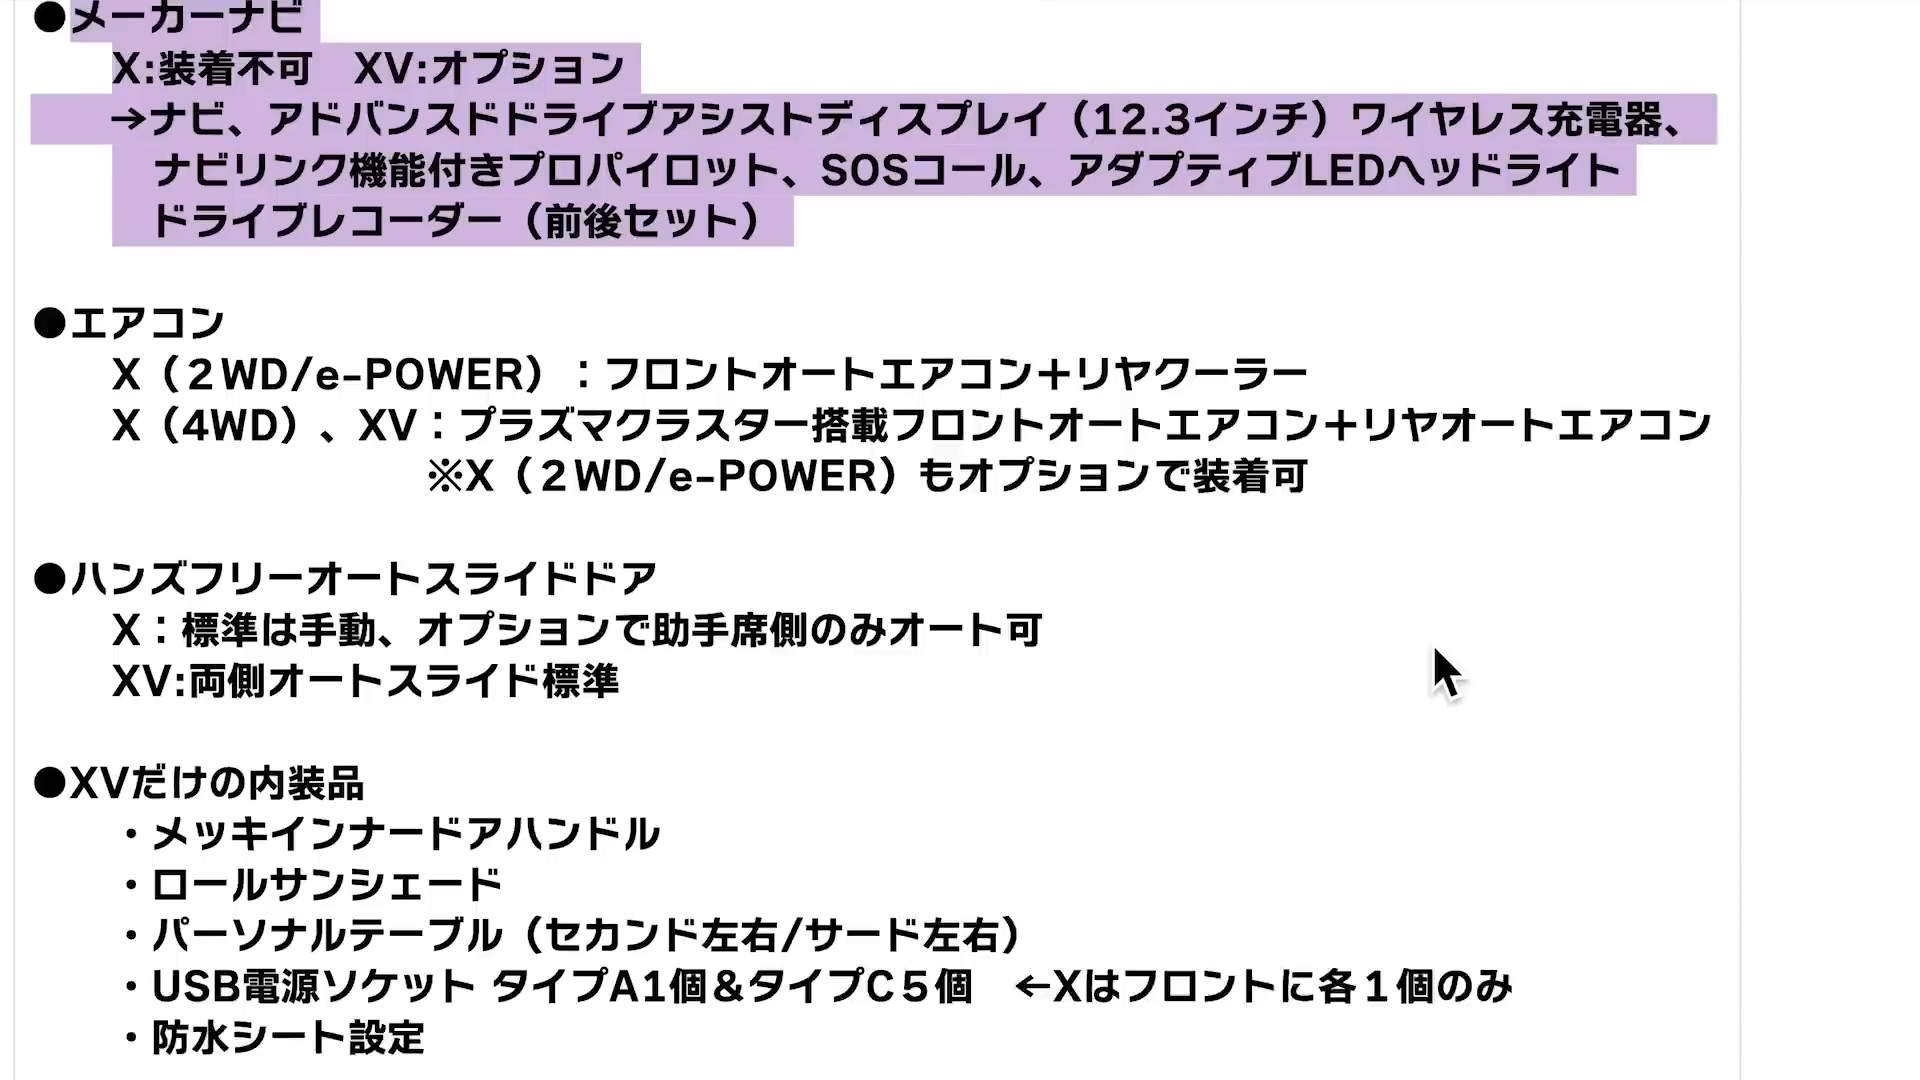 ●メーカーナビ
X:装着不可　XV:オプション
→ナビ、アドバンスドドライブアシストディスプレイ（12.3インチ）ワイヤレス充電器、
ナビリンク機能付きプロパイロット、SOSコール、アダプティブLEDヘッドライト
ドライブレコーダー（前後セット）
●エアコン
X（２WD/e-POWER）：フロントオートエアコン＋リヤクーラー
X（4WD）、XV：プラズマクラスター搭載フロントオートエアコン＋リヤオートエアコン
※X（２WD/e-POWER）もオプションで装着可
●ハンズフリーオートスライドドア
X：標準は手動、オプションで助手席側のみオート可
XV:両側オートスライド標準
●XVだけの内装品
・メッキインナードアハンドル
・ロールサンシェード
・パーソナルテーブル（セカンド左右/サード左右）
・USB電源ソケット タイプA1個＆タイプC５個　←Xはフロントに各１個のみ
・防水シート設定